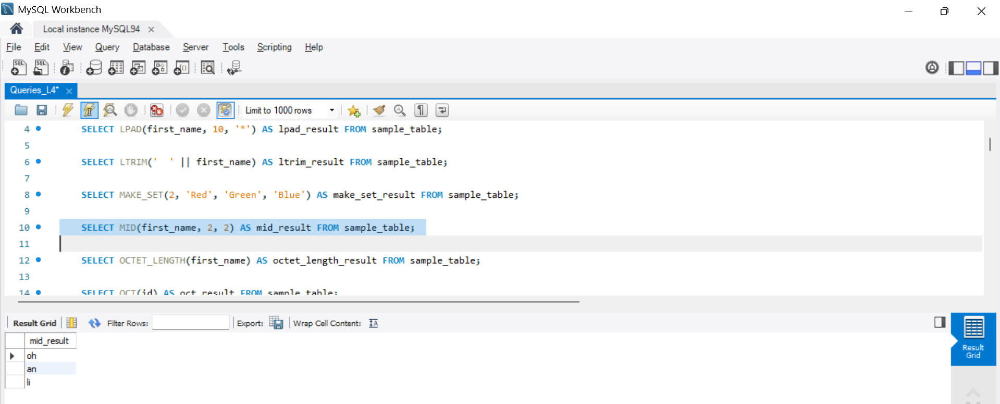 MySQL Workbench
Local instance MySQL94
File Edit View Query Database Server Tools Scripting Help
Queries_L4*
Limit to 1000 rows
4 SELECT LPAD(first_name, 10, '*') AS lpad_result FROM sample_table;
5
6 SELECT LTRIM('  ' || first_name) AS ltrim_result FROM sample_table;
7
8 SELECT MAKE_SET(2, 'Red', 'Green', 'Blue') AS make_set_result FROM sample_table;
9
10 SELECT MID(first_name, 2, 2) AS mid_result FROM sample_table;
11
12 SELECT OCTET_LENGTH(first_name) AS octet_length_result FROM sample_table;
13
14 SELECT OCT(id) AS oct_result FROM sample_table;
Result Grid Filter Rows: Export: Wrap Cell Content:
mid_result
oh
an
li
Result
Grid